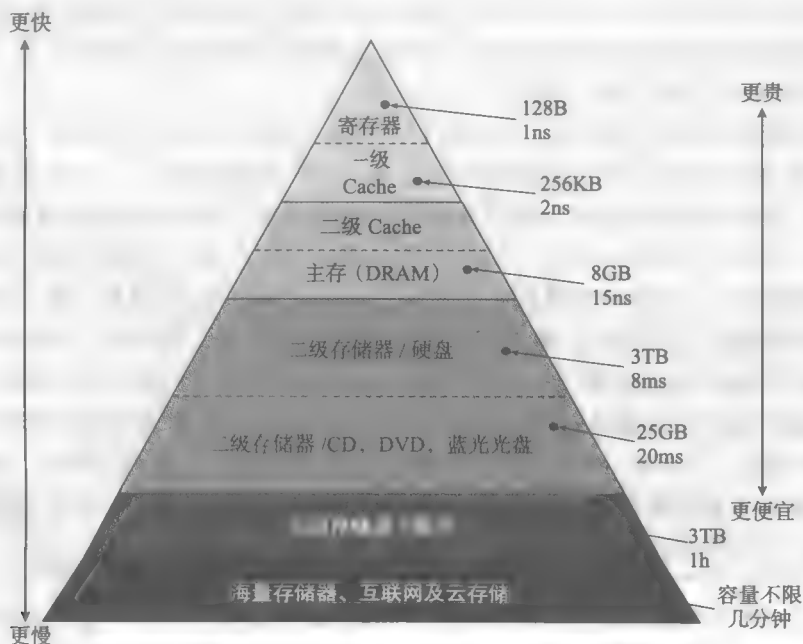 更快
更贵
128B
1ns
寄存器
一级
Cache
256KB
2ns
二级 Cache
主存（DRAM）
8GB
15ns
二级存储器 / 硬盘
3TB
8ms
二级存储器 /CD、DVD、蓝光光盘
25GB
20ms
更便宜
3TB
1h
海量存储器、互联网及云存储
容量不限
几分钟
更慢